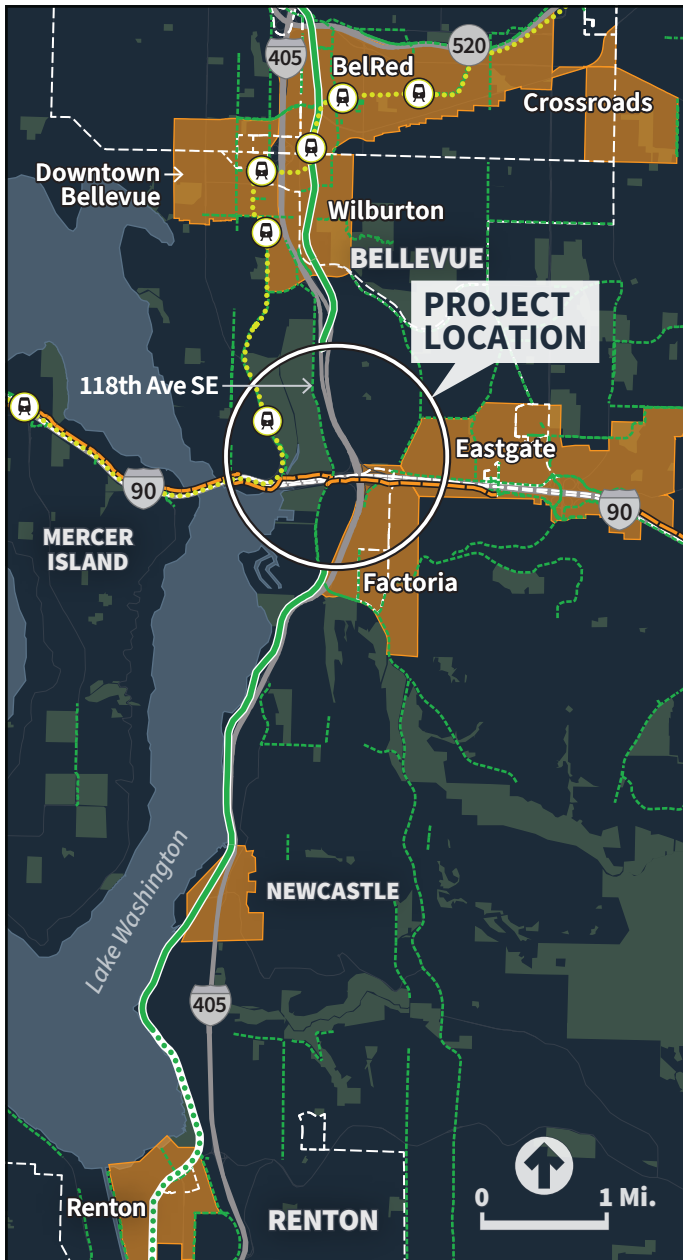 405
520
BelRed
Crossroads
Downtown
Bellevue
Wilburton
BELLEVUE
PROJECT
LOCATION
118th Ave SE
Eastgate
90
90
MERCER
ISLAND
Factoria
Lake Washington
NEWCASTLE
405
0 1 Mi.
Renton
RENTON